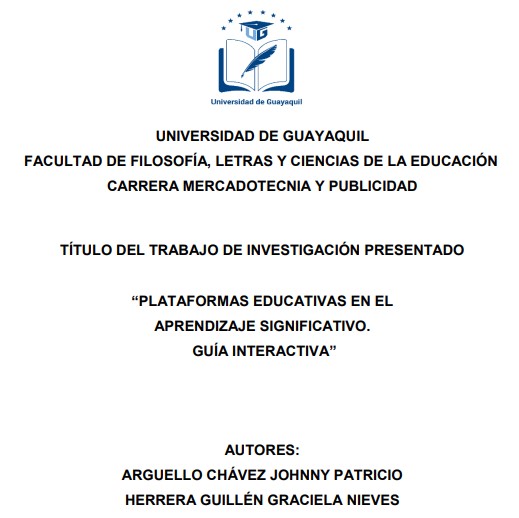 UG
Universidad de Guayaquil
UNIVERSIDAD DE GUAYAQUIL
FACULTAD DE FILOSOFÍA, LETRAS Y CIENCIAS DE LA EDUCACIÓN
CARRERA MERCADOTECNIA Y PUBLICIDAD
TÍTULO DEL TRABAJO DE INVESTIGACIÓN PRESENTADO
“PLATAFORMAS EDUCATIVAS EN EL
APRENDIZAJE SIGNIFICATIVO.
GUÍA INTERACTIVA”
AUTORES:
ARGUELLO CHÁVEZ JOHNNY PATRICIO
HERRERA GUILLÉN GRACIELA NIEVES